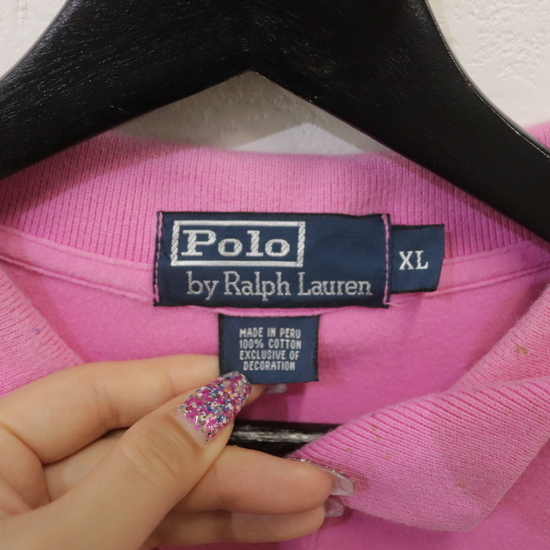 Polo
by Ralph Lauren
XL
MADE IN PERU
100% COTTON
EXCLUSIVE OF
DECORATION